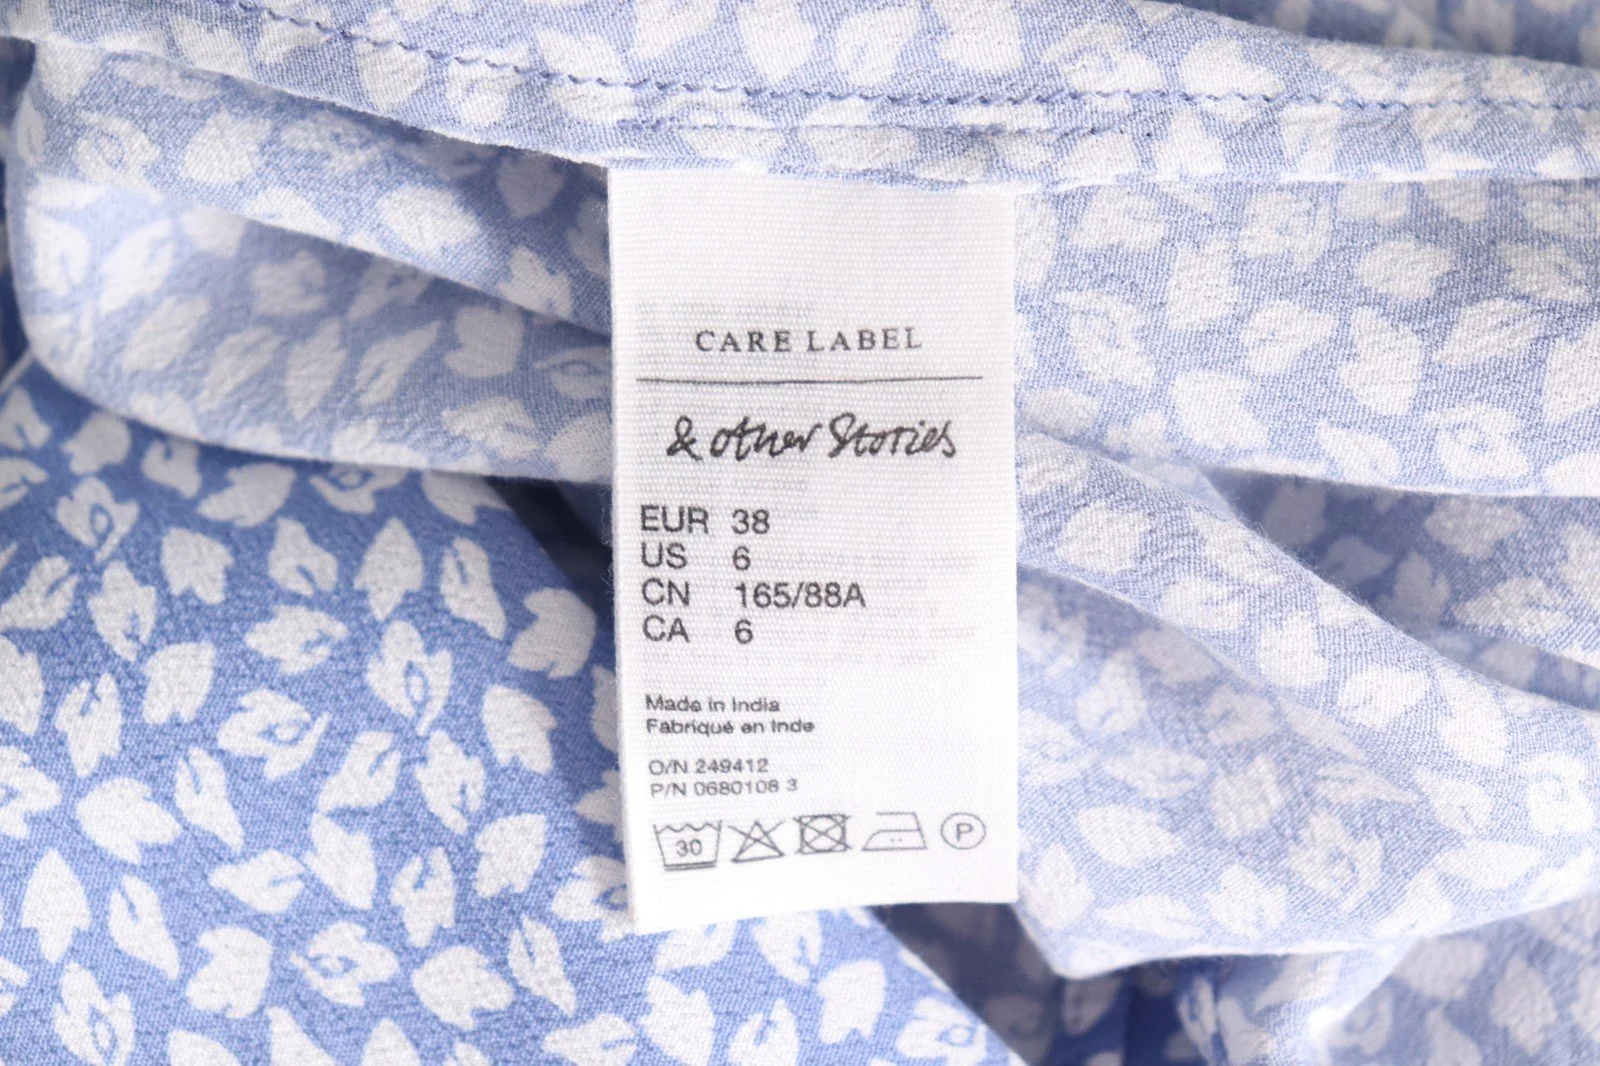 CARE LABEL
& other Stories
EUR 38
US 6
CN 165/88A
CA 6
Made in India
Fabriqué en Inde
O/N 249412
P/N 0680108 3
30 P